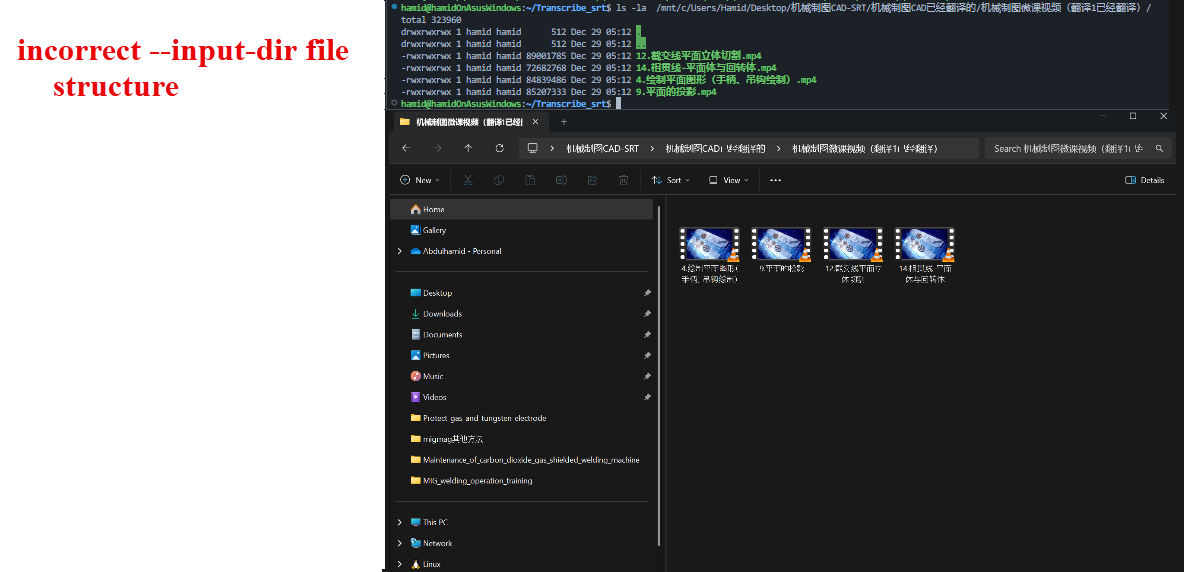 incorrect --input-dir file
structure
hamid@hamidOnAsusWindows:~/Transcribe_srt$ ls -la  /mnt/c/Users/Hamid/Desktop/机械制图CAD-SRT/机械制图CAD已经翻译的/机械制图微课视频（翻译1已经翻译）/
total 323960
drwxrwxrwx 1 hamid hamid      512 Dec 29 05:12 .
drwxrwxrwx 1 hamid hamid      512 Dec 29 05:12 ..
-rwxrwxrwx 1 hamid hamid 89001785 Dec 29 05:12 12.截交线平面立体切割.mp4
-rwxrwxrwx 1 hamid hamid 72682768 Dec 29 05:12 14.相贯线-平面体与回转体.mp4
-rwxrwxrwx 1 hamid hamid 84839486 Dec 29 05:12 4.绘制平面图形（手柄、吊钩绘制）.mp4
-rwxrwxrwx 1 hamid hamid 85207333 Dec 29 05:12 9.平面的投影.mp4
hamid@hamidOnAsusWindows:~/Transcribe_srt$
机械制图微课视频（翻译1已经
机械制图CAD-SRT
机械制图CAD已经翻译的
机械制图微课视频（翻译1已经翻译）
Search 机械制图微课视频（翻译1已经
New
Sort
View
Details
Home
Gallery
Abdulhamid - Personal
Desktop
Downloads
Documents
Pictures
Music
Videos
Protect_gas_and_tungsten_electrode
migmag其他方法
Maintenance_of_carbon_dioxide_gas_shielded_welding_machine
MIG_welding_operation_training
This PC
Network
Linux
4.绘制平面图形（
手柄、吊钩绘制）
9.平面的投影
12.截交线平面立
体切割
14.相贯线-平面
体与回转体